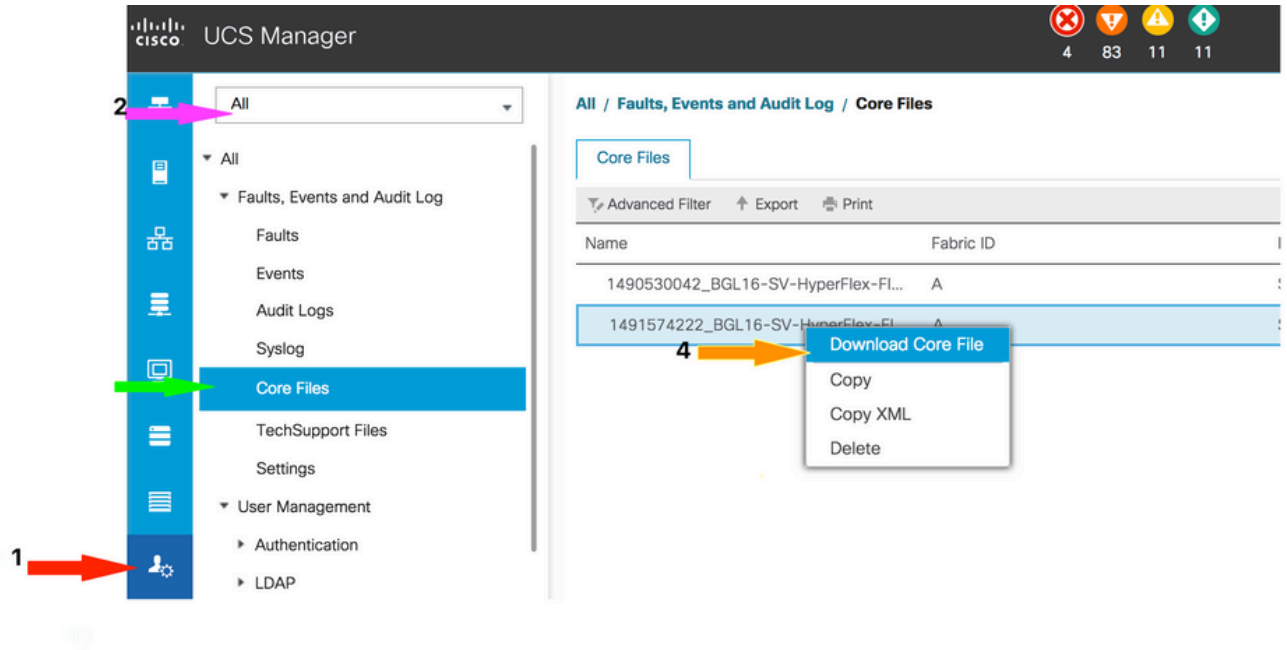 cisco UCS Manager
4 83 11 11
2
All
All / Faults, Events and Audit Log / Core Files
All
Core Files
Faults, Events and Audit Log
Advanced Filter Export Print
Faults
Name Fabric ID
Events
1490530042_BGL16-SV-HyperFlex-FI... A
Audit Logs
1491574222_BGL16-SV-HyperFlex-FI A
Syslog
4
Download Core File
Core Files
Copy
TechSupport Files
Copy XML
Settings
Delete
User Management
1
Authentication
LDAP